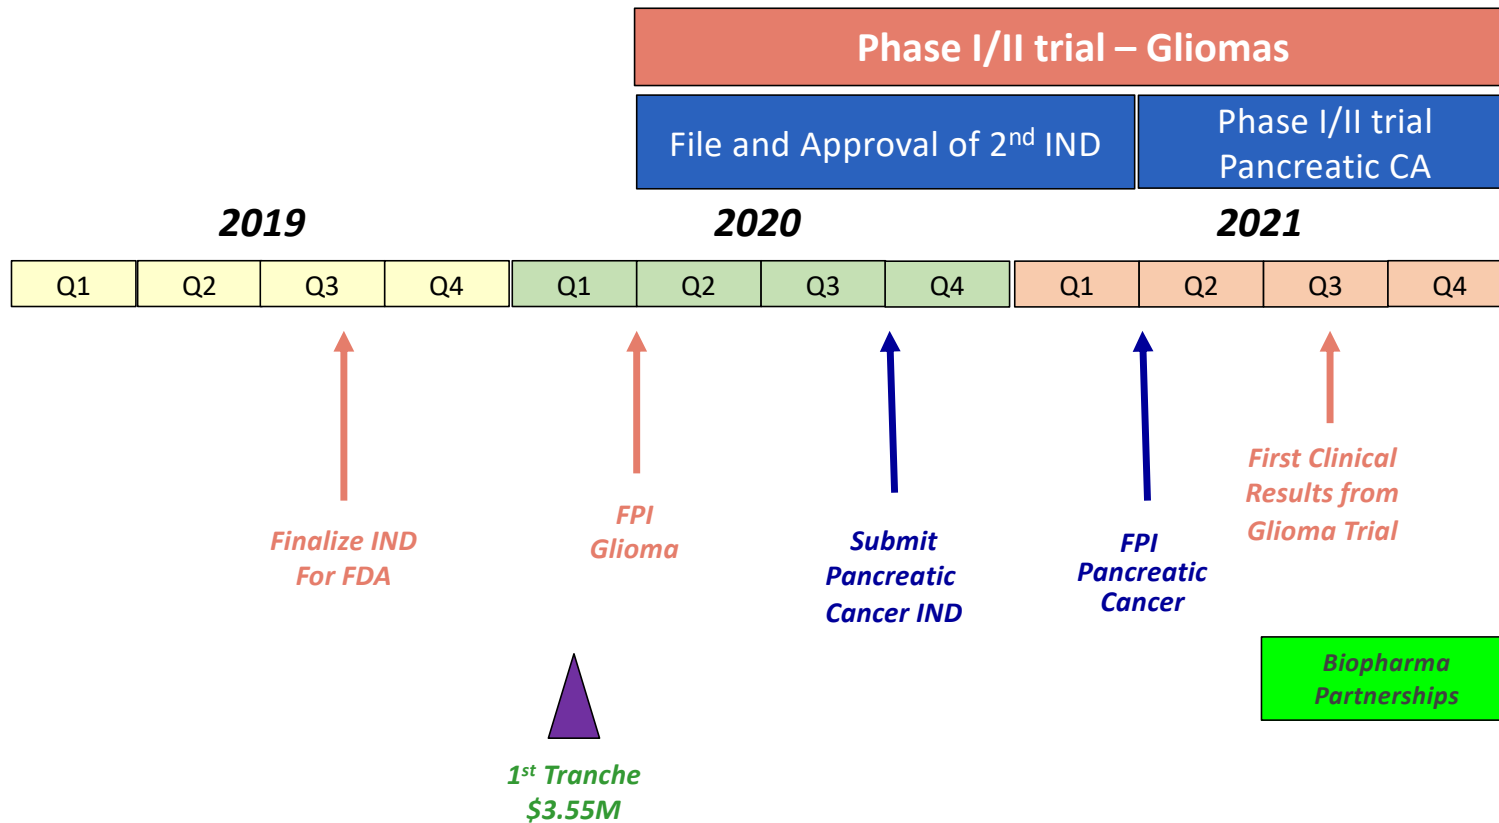 Phase I/II trial – Gliomas
File and Approval of 2nd IND
Phase I/II trial
Pancreatic CA
2019
2020
2021
Q1
Q2
Q3
Q4
Q1
Q2
Q3
Q4
Q1
Q2
Q3
Q4
Finalize IND
For FDA
FPI
Glioma
Submit
Pancreatic
Cancer IND
FPI
Pancreatic
Cancer
First Clinical
Results from
Glioma Trial
Biopharma
Partnerships
1st Tranche
$3.55M